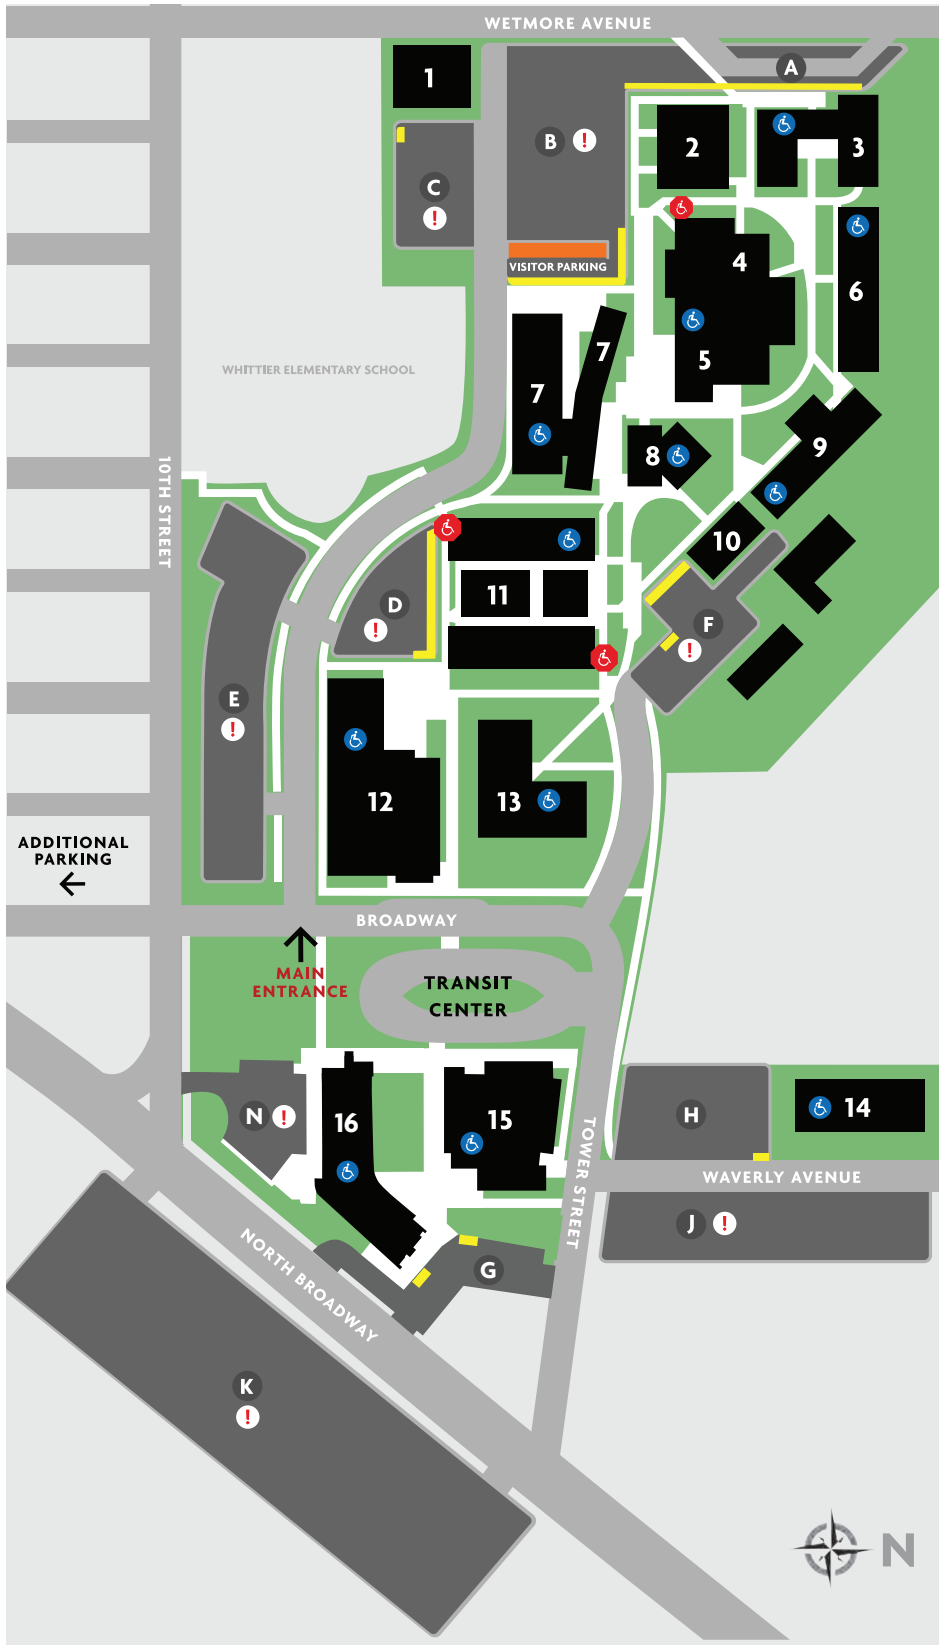 WETMORE AVENUE
A
1
B !
2
3
C
!
4
VISITOR PARKING
6
7
5
WHITTIER ELEMENTARY SCHOOL
7
8
9
10TH STREET
10
11
D
!
F
!
E
!
12
13
ADDITIONAL
PARKING
BROADWAY
MAIN
ENTRANCE
TRANSIT
CENTER
N !
16
15
H
14
TOWER STREET
WAVERLY AVENUE
J !
NORTH BROADWAY
G
K
!
N